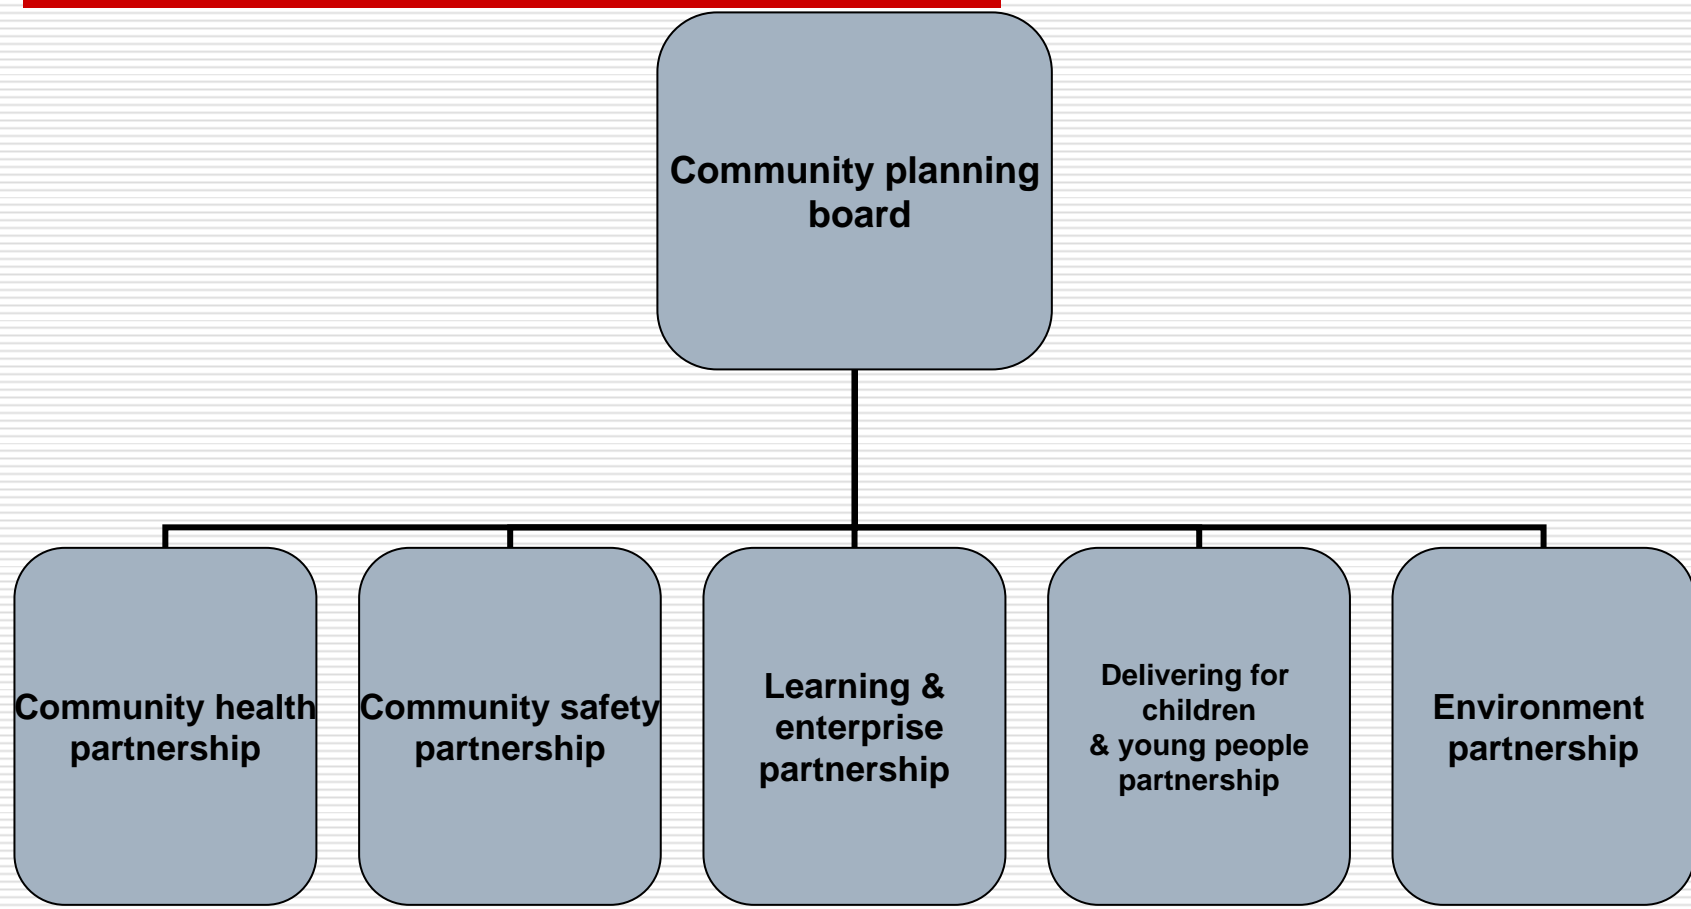 Community planning
board
Community health
partnership
Community safety
partnership
Learning &
enterprise
partnership
Delivering for
children
& young people
partnership
Environment
partnership